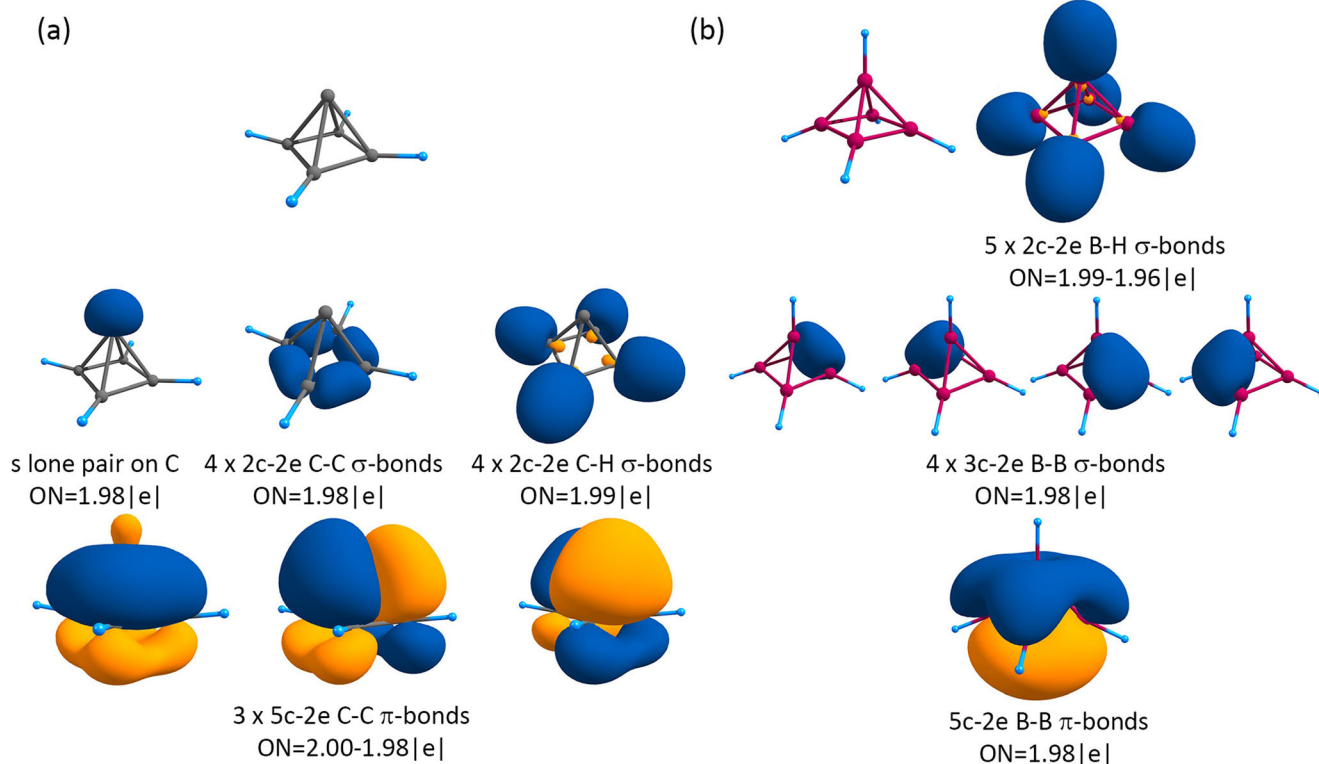 (a)
(b)
5 x 2c-2e B-H σ-bonds
ON=1.99-1.96|e|
s lone pair on C
ON=1.98|e|
4 x 2c-2e C-C σ-bonds
ON=1.98|e|
4 x 2c-2e C-H σ-bonds
ON=1.99|e|
4 x 3c-2e B-B σ-bonds
ON=1.98|e|
3 x 5c-2e C-C π-bonds
ON=2.00-1.98|e|
5c-2e B-B π-bonds
ON=1.98|e|